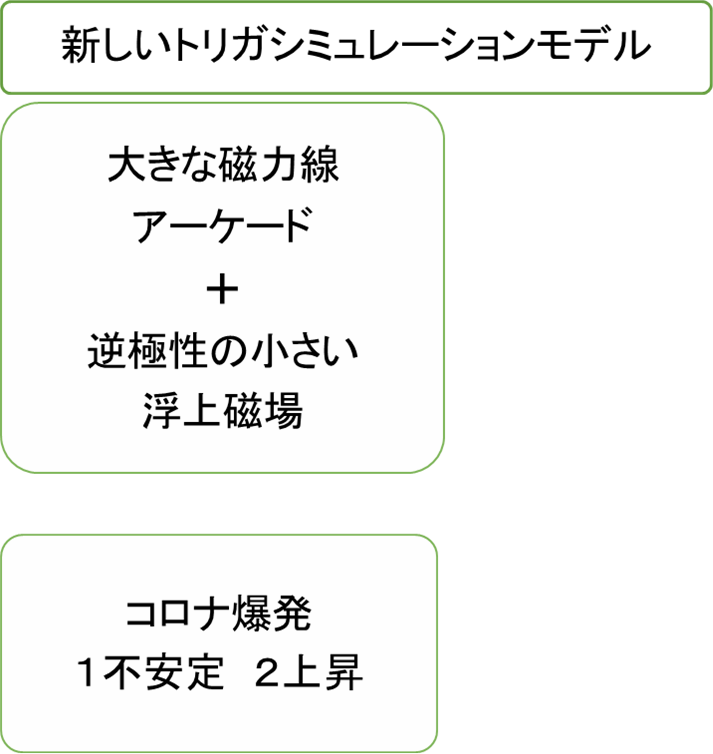 新しいトリガシミュレーションモデル
大きな磁力線
アーケード
＋
逆極性の小さい
浮上磁場
コロナ爆発
１不安定　２上昇